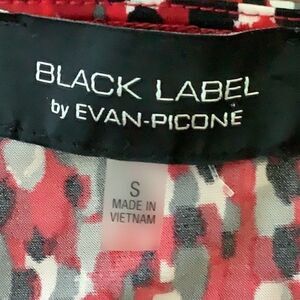 BLACK LABEL
by EVAN-PICONE
S
MADE IN
VIETNAM